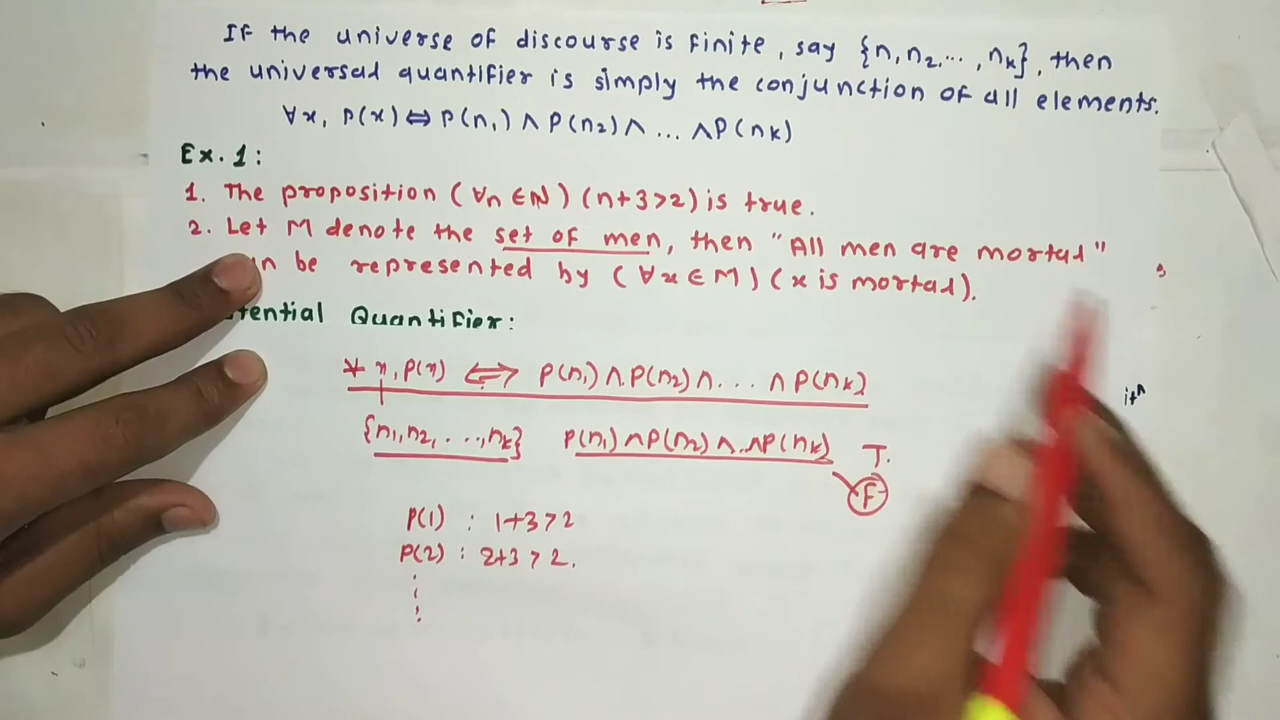 If the universe of discourse is finite, say {n, n2, ..., nk}, then
the universal quantifier is simply the conjunction of all elements.
∀x, P(x) ⇔ P(n1) ∧ P(n2) ∧ ... ∧ P(nk)
Ex. 1:
1. The proposition (∀n ∈ N) (n+3>2) is true.
2. Let M denote the set of men, then "All men are mortal"
be represented by (∀x ∈ M) (x is mortal).
Quantifier:
∀ x, P(x) ⇔ P(n1) ∧ P(n2) ∧ ... ∧ P(nk)
{n1, n2, ..., nk} P(n1) ∧ P(n2) ∧ .. ∧ P(nk) T.
F
P(1) : 1+3>2
P(2) : 2+3 > 2.